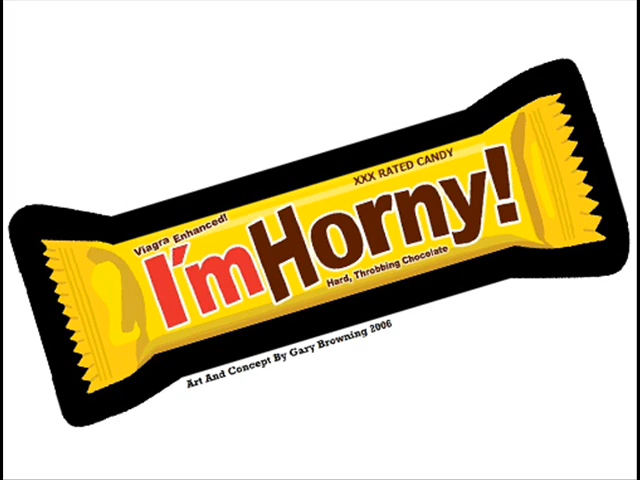 XXX RATED CANDY
Viagra Enhanced!
I'm Horny!
Hard, Throbbing Chocolate
Art And Concept By Gary Browning 2006